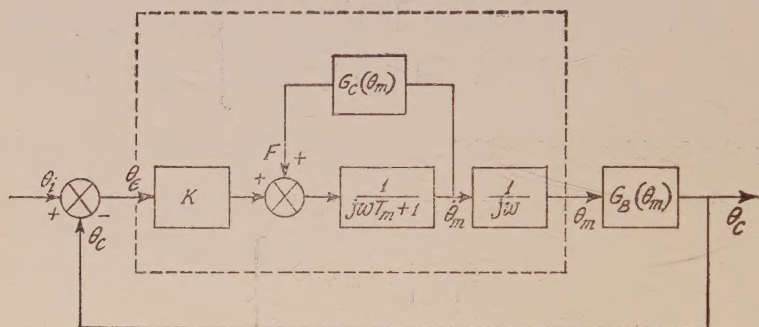 G_C(θ_m)
F
+
θ_i
+
-
θ_ϵ
K
+
1
jωT_m+1
θ̇_m
1
jω
θ_m
G_B(θ_m)
θ_C
θ_C